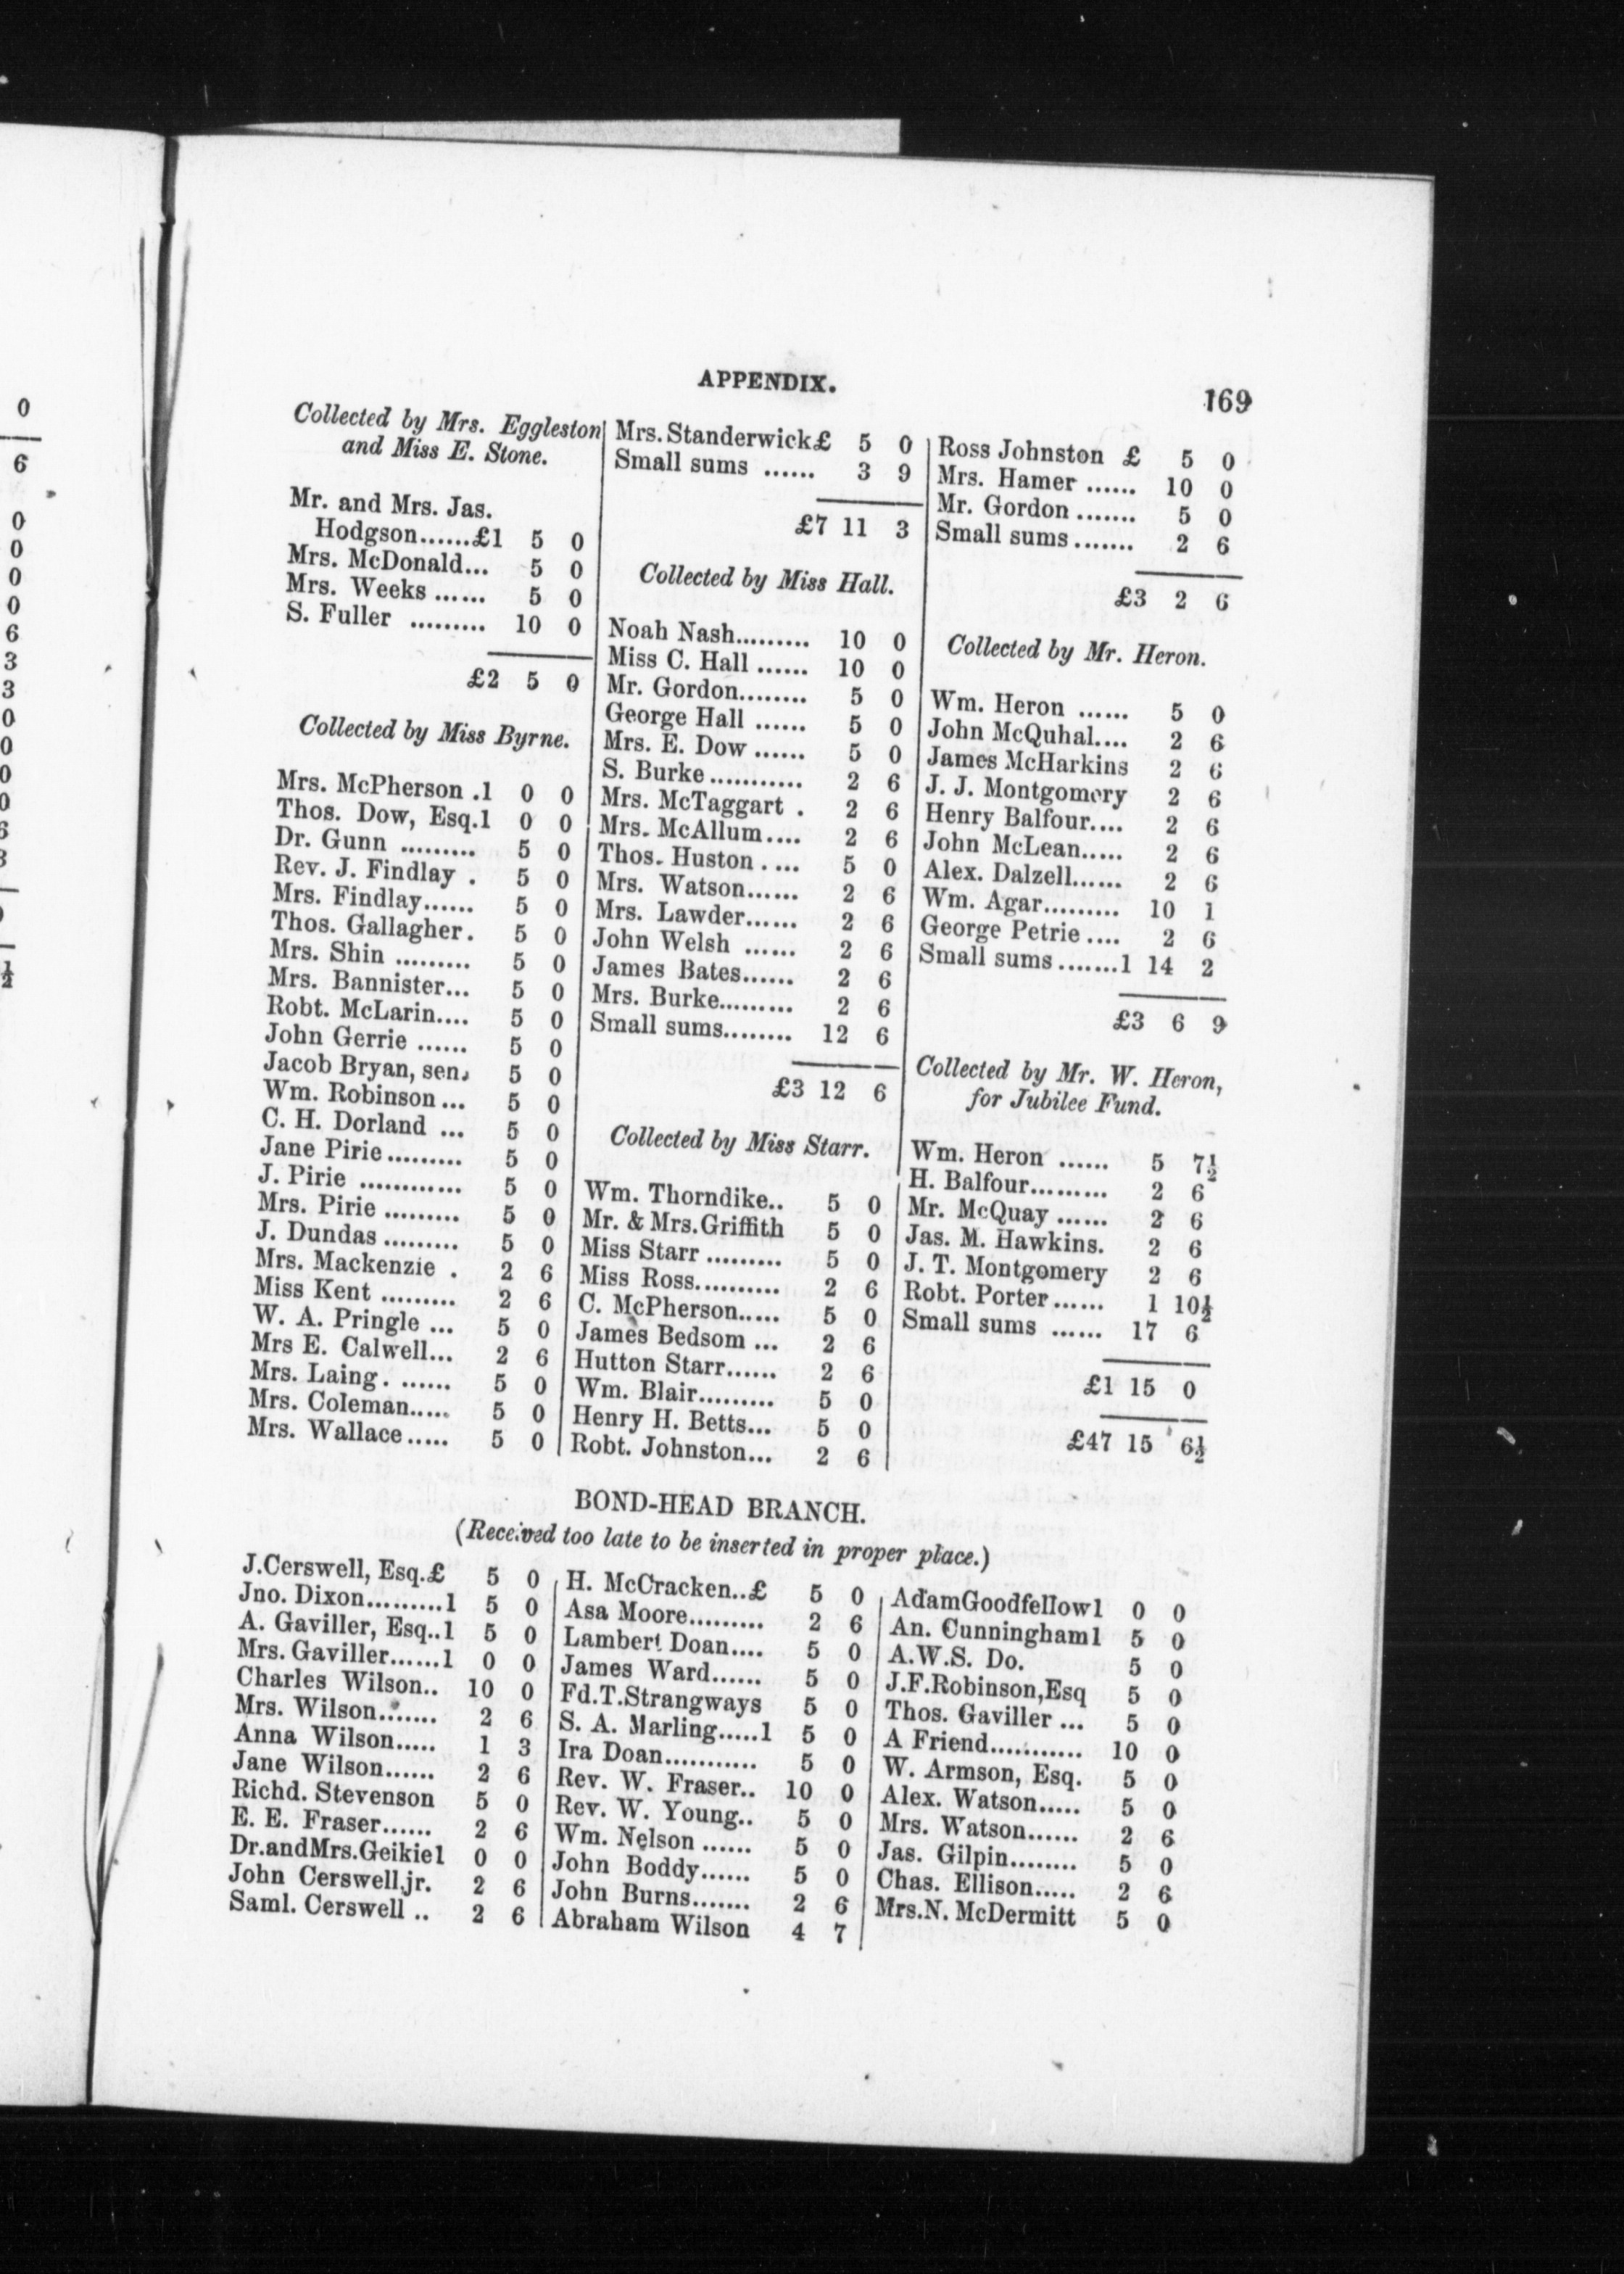 APPENDIX.
169
Collected by Mrs. Eggleston
and Miss E. Stone.
Mr. and Mrs. Jas.
Hodgson......£1 5 0
Mrs. McDonald... 5 0
Mrs. Weeks ...... 5 0
S. Fuller ......... 10 0
£2 5 0
Collected by Miss Byrne.
Mrs. McPherson .1 0 0
Thos. Dow, Esq.1 0 0
Dr. Gunn ......... 5 0
Rev. J. Findlay . 5 0
Mrs. Findlay...... 5 0
Thos. Gallagher. 5 0
Mrs. Shin ......... 5 0
Mrs. Bannister... 5 0
Robt. McLarin.... 5 0
John Gerrie ...... 5 0
Jacob Bryan, sen. 5 0
Wm. Robinson... 5 0
C. H. Dorland ... 5 0
Jane Pirie......... 5 0
J. Pirie ............ 5 0
Mrs. Pirie ......... 5 0
J. Dundas ......... 5 0
Mrs. Mackenzie . 2 6
Miss Kent ......... 2 6
W. A. Pringle ... 5 0
Mrs E. Calwell... 2 6
Mrs. Laing. ...... 5 0
Mrs. Coleman..... 5 0
Mrs. Wallace..... 5 0
Mrs. Standerwick£ 5 0
Small sums ...... 3 9
£7 11 3
Collected by Miss Hall.
Noah Nash......... 10 0
Miss C. Hall ...... 10 0
Mr. Gordon........ 5 0
George Hall ...... 5 0
Mrs. E. Dow ...... 5 0
S. Burke........... 2 6
Mrs. McTaggart . 2 6
Mrs. McAllum.... 2 6
Thos. Huston .... 5 0
Mrs. Watson...... 2 6
Mrs. Lawder...... 2 6
John Welsh ...... 2 6
James Bates...... 2 6
Mrs. Burke......... 2 6
Small sums........ 12 6
£3 12 6
Collected by Miss Starr.
Wm. Thorndike.. 5 0
Mr. & Mrs.Griffith 5 0
Miss Starr ......... 5 0
Miss Ross.......... 2 6
C. McPherson..... 5 0
James Bedsom ... 2 6
Hutton Starr...... 2 6
Wm. Blair......... 5 0
Henry H. Betts... 5 0
Robt. Johnston... 2 6
Ross Johnston £ 5 0
Mrs. Hamer ...... 10 0
Mr. Gordon ....... 5 0
Small sums ....... 2 6
£3 2 6
Collected by Mr. Heron.
Wm. Heron ...... 5 0
John McQuhal.... 2 6
James McHarkins 2 6
J. J. Montgomery 2 6
Henry Balfour.... 2 6
John McLean..... 2 6
Alex. Dalzell...... 2 6
Wm. Agar......... 10 1
George Petrie .... 2 6
Small sums .......1 14 2
£3 6 9
Collected by Mr. W. Heron,
for Jubilee Fund.
Wm. Heron ...... 5 7½
H. Balfour......... 2 6
Mr. McQuay ...... 2 6
Jas. M. Hawkins. 2 6
J. T. Montgomery 2 6
Robt. Porter...... 1 10½
Small sums ...... 17 6
£1 15 0
£47 15 6½
BOND-HEAD BRANCH.
(Received too late to be inserted in proper place.)
J.Cerswell, Esq.£ 5 0
Jno. Dixon.........1 5 0
A. Gaviller, Esq..1 5 0
Mrs. Gaviller......1 0 0
Charles Wilson.. 10 0
Mrs. Wilson....... 2 6
Anna Wilson..... 1 3
Jane Wilson...... 2 6
Richd. Stevenson 5 0
E. E. Fraser...... 2 6
Dr.andMrs.Geikie1 0 0
John Cerswell,jr. 2 6
Saml. Cerswell .. 2 6
H. McCracken..£ 5 0
Asa Moore......... 2 6
Lambert Doan.... 5 0
James Ward...... 5 0
Fd.T.Strangways 5 0
S. A. Marling.....1 5 0
Ira Doan........... 5 0
Rev. W. Fraser.. 10 0
Rev. W. Young.. 5 0
Wm. Nelson ...... 5 0
John Boddy...... 5 0
John Burns....... 2 6
Abraham Wilson 4 7
AdamGoodfellow1 0 0
An. Cunningham1 5 0
A.W.S. Do. 5 0
J.F.Robinson,Esq 5 0
Thos. Gaviller ... 5 0
A Friend........... 10 0
W. Armson, Esq. 5 0
Alex. Watson..... 5 0
Mrs. Watson...... 2 6
Jas. Gilpin........ 5 0
Chas. Ellison..... 2 6
Mrs.N. McDermitt 5 0